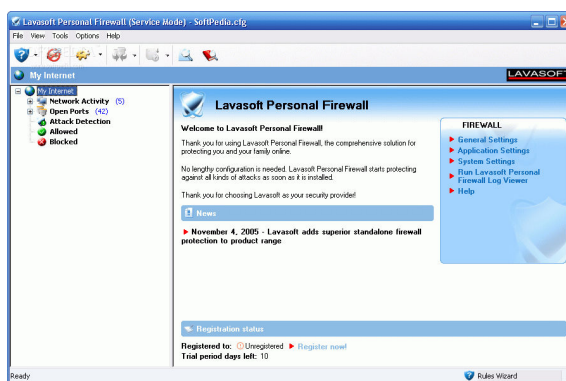 Lavasoft Personal Firewall (Service Mode) - SoftPedia.cfg
File View Tools Options Help
My Internet
LAVASOF
My Internet
Network Activity (5)
Open Ports (42)
Attack Detection
Allowed
Blocked
Lavasoft Personal Firewall
Welcome to Lavasoft Personal Firewall!
Thank you for using Lavasoft Personal Firewall, the comprehensive solution for
protecting you and your family online.
No lengthy configuration is needed. Lavasoft Personal Firewall starts protecting
against all kinds of attacks as soon as it is installed.
Thank you for choosing Lavasoft as your security provider!
News
November 4, 2005 - Lavasoft adds superior standalone firewall
protection to product range
FIREWALL
General Settings
Application Settings
System Settings
Run Lavasoft Personal
Firewall Log Viewer
Help
Registration status
Registered to: Unregistered Register now!
Trial period days left: 10
Ready
Rules Wizard